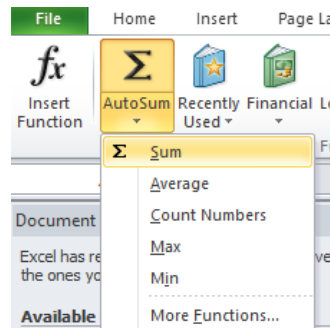 File Home Insert Page La
fx Σ
Insert Function AutoSum Recently Used Financial Lo
Σ Sum
Average
Count Numbers
Max
Min
More Functions...
Document
Excel has re
the ones yo
Available